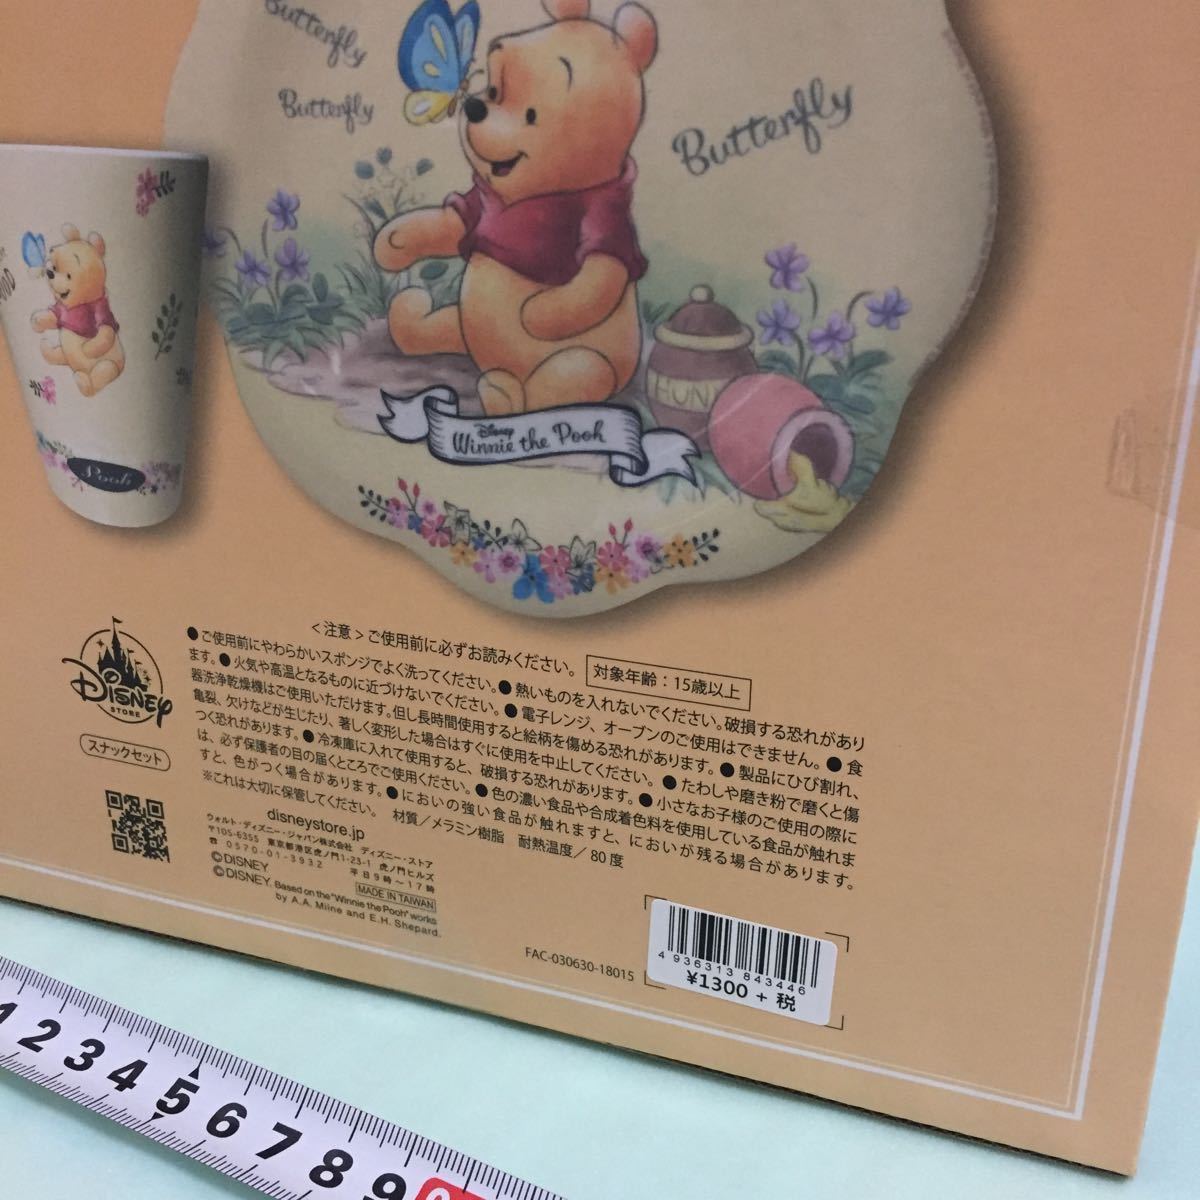 Butterfly
Butterfly
Butterfly
HUN
Disney
Winnie the Pooh
Pooh
<注意>ご使用前に必ずお読みください。
対象年齢：15歳以上
●ご使用前にやわらかいスポンジでよく洗ってください。●熱いものを入れないでください。破損する恐れがあり
ます。●火気や高温となるものに近づけないでください。●電子レンジ、オーブンのご使用はできません。●食
器洗浄乾燥機はご使用いただけます。但し長時間使用すると絵柄を傷める恐れがあります。●製品にひび割れ、
亀裂、欠けなどが生じたり、著しく変形した場合はすぐに使用を中止してください。●たわしや磨き粉で磨くと傷
つく恐れがあります。●冷凍庫に入れて使用すると、破損する恐れがあります。●小さなお子様のご使用の際に
は、必ず保護者の目の届くところでご使用ください。●色の濃い食品や合成着色料を使用している食品が触れま
すと、色がつく場合があります。●においの強い食品が触れますと、においが残る場合があります。
※これは大切に保管してください。 材質／メラミン樹脂 耐熱温度／80度
DISNEY
STORE
スナックセット
disneystore.jp
ウォルト・ディズニー・ジャパン株式会社 ディズニー・ストア
〒105-6355 東京都港区虎ノ門1-23-1 虎ノ門ヒルズ
☎ 0570-01-3932 平日9時〜17時
©DISNEY
MADE IN TAIWAN
©DISNEY. Based on the "Winnie the Pooh" works
by A.A. Milne and E.H. Shepard.
FAC-030630-18015
4 936313 843446
¥1300 + 税
1 2 3 4 5 6 7 8 9